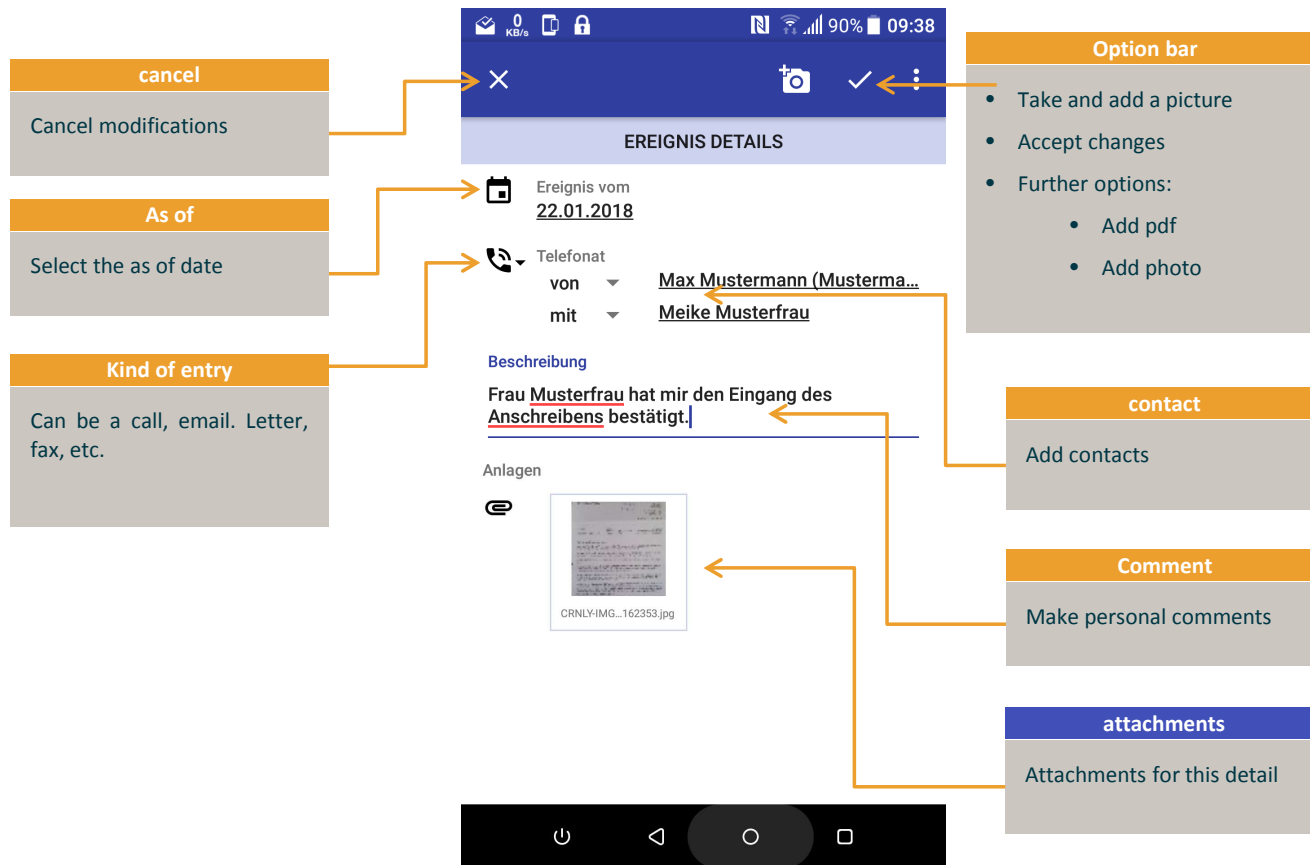 0
KB/s
90%
09:38
cancel
Cancel modifications
As of
Select the as of date
Kind of entry
Can be a call, email. Letter,
fax, etc.
EREIGNIS DETAILS
Ereignis vom
22.01.2018
Telefonat
von Max Mustermann (Musterma...
mit Meike Musterfrau
Beschreibung
Frau Musterfrau hat mir den Eingang des
Anschreibens bestätigt.
Anlagen
CRNLY-IMG...162353.jpg
Option bar
• Take and add a picture
• Accept changes
• Further options:
• Add pdf
• Add photo
contact
Add contacts
Comment
Make personal comments
attachments
Attachments for this detail